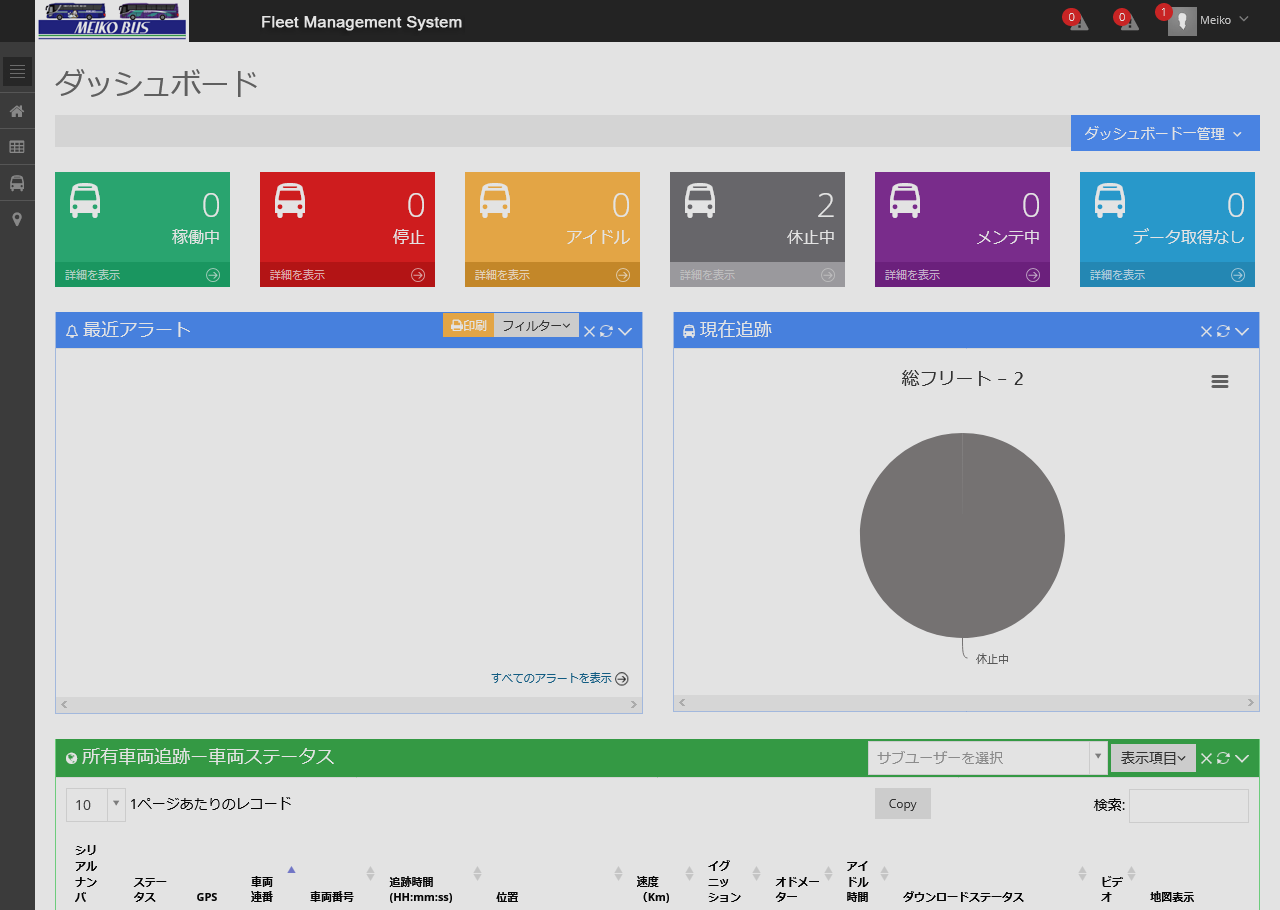 MEIKO BUS
Fleet Management System
0
0
1
Meiko
ダッシュボード
ダッシュボードー管理
0
稼働中
詳細を表示
0
停止
詳細を表示
0
アイドル
詳細を表示
2
休止中
詳細を表示
0
メンテ中
詳細を表示
0
データ取得なし
詳細を表示
最近アラート
印刷
フィルター
すべてのアラートを表示
現在追跡
総フリート – 2
休止中
所有車両追跡ー車両ステータス
サブユーザーを選択
表示項目
10
1ページあたりのレコード
Copy
検索:
シリ
アル
ナン
バ
ステー
タス
GPS
車両
連番
車両番号
追跡時間
(HH:mm:ss)
位置
速度
(Km)
イグ
ニッ
ション
オドメー
ター
アイ
ドル
時間
ダウンロードステータス
ビデ
オ
地図表示